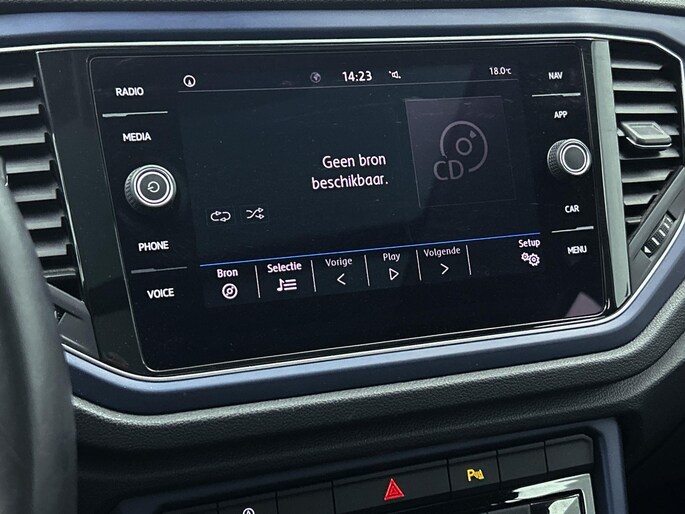 RADIO
MEDIA
PHONE
VOICE
14:23
18.0°C
NAV
APP
CAR
MENU
Geen bron
beschikbaar.
CD
Bron
Selectie
Vorige
Play
Volgende
Setup
P